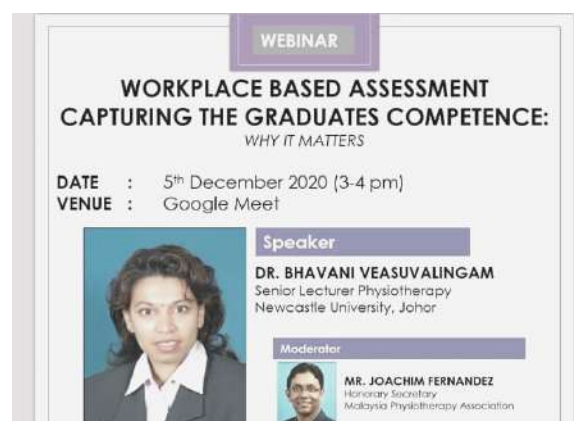 WEBINAR
WORKPLACE BASED ASSESSMENT
CAPTURING THE GRADUATES COMPETENCE:
WHY IT MATTERS
DATE : 5th December 2020 (3-4 pm)
VENUE : Google Meet
Speaker
DR. BHAVANI VEASUVALINGAM
Senior Lecturer Physiotherapy
Newcastle University, Johor
Moderator
MR. JOACHIM FERNANDEZ
Honorary Secretary
Malaysia Physiotherapy Association